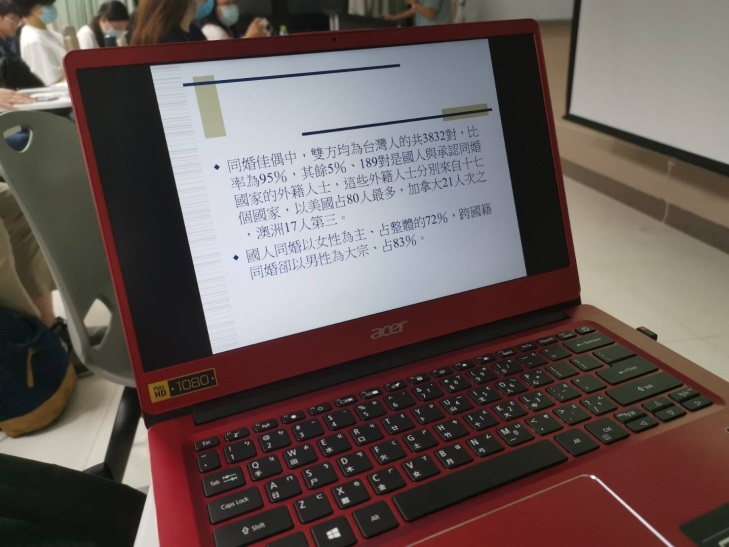 ◆ 同婚佳偶中，雙方均為台灣人的共3832對，比
率為95%，其餘5%、189對是國人與承認同婚
國家的外籍人士，這些外籍人士分別來自十七
個國家，以美國占80人最多，加拿大21人次之
，澳洲17人第三。
◆ 國人同婚以女性為主、占整體的72%，跨國籍
同婚卻以男性為大宗、占83%。
acer
FULL HD 1080
Esc
Tab
Caps Lock
Shift
Alt
Alt
Ctrl